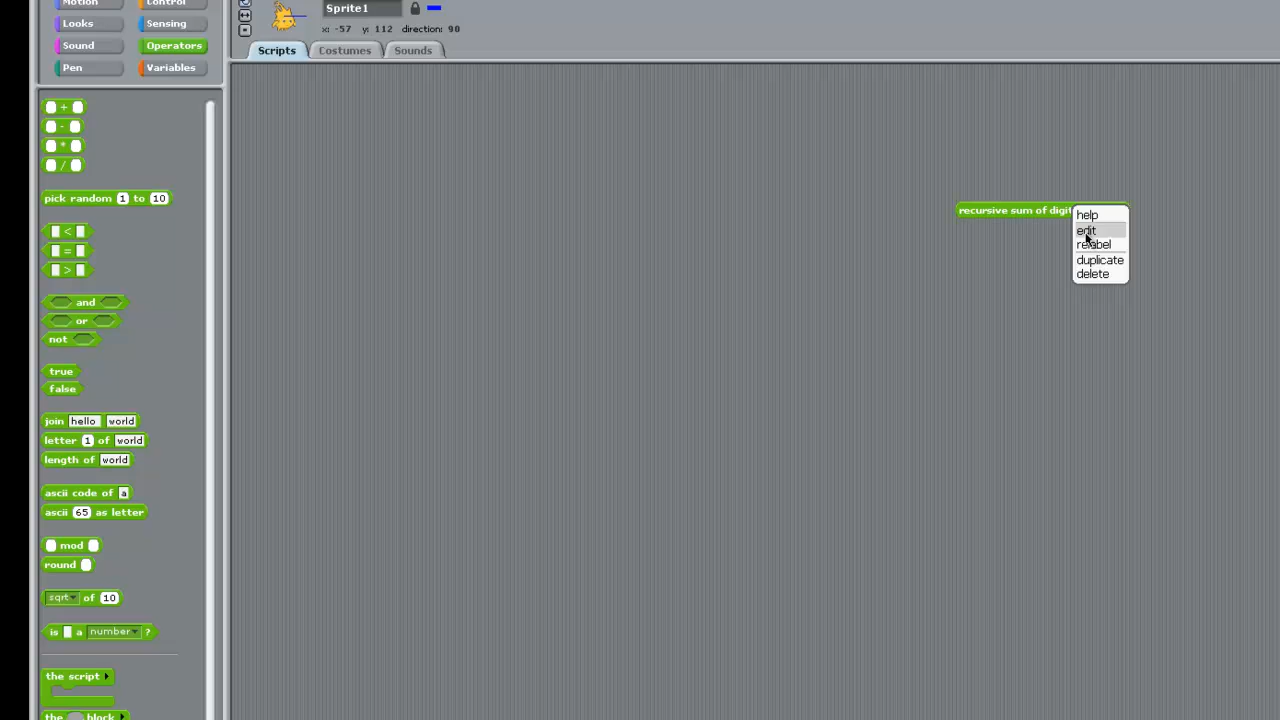 Motion Control
Looks Sensing
Sound Operators
Pen Variables
Sprite1
x: -57 y: 112 direction: 90
Scripts Costumes Sounds
+
-
*
/
pick random 1 to 10
<
=
>
and
or
not
true
false
join hello world
letter 1 of world
length of world
ascii code of a
ascii 65 as letter
mod
round
sqrt of 10
is a number ?
the script
the block
recursive sum of digit
help
edit
relabel
duplicate
delete